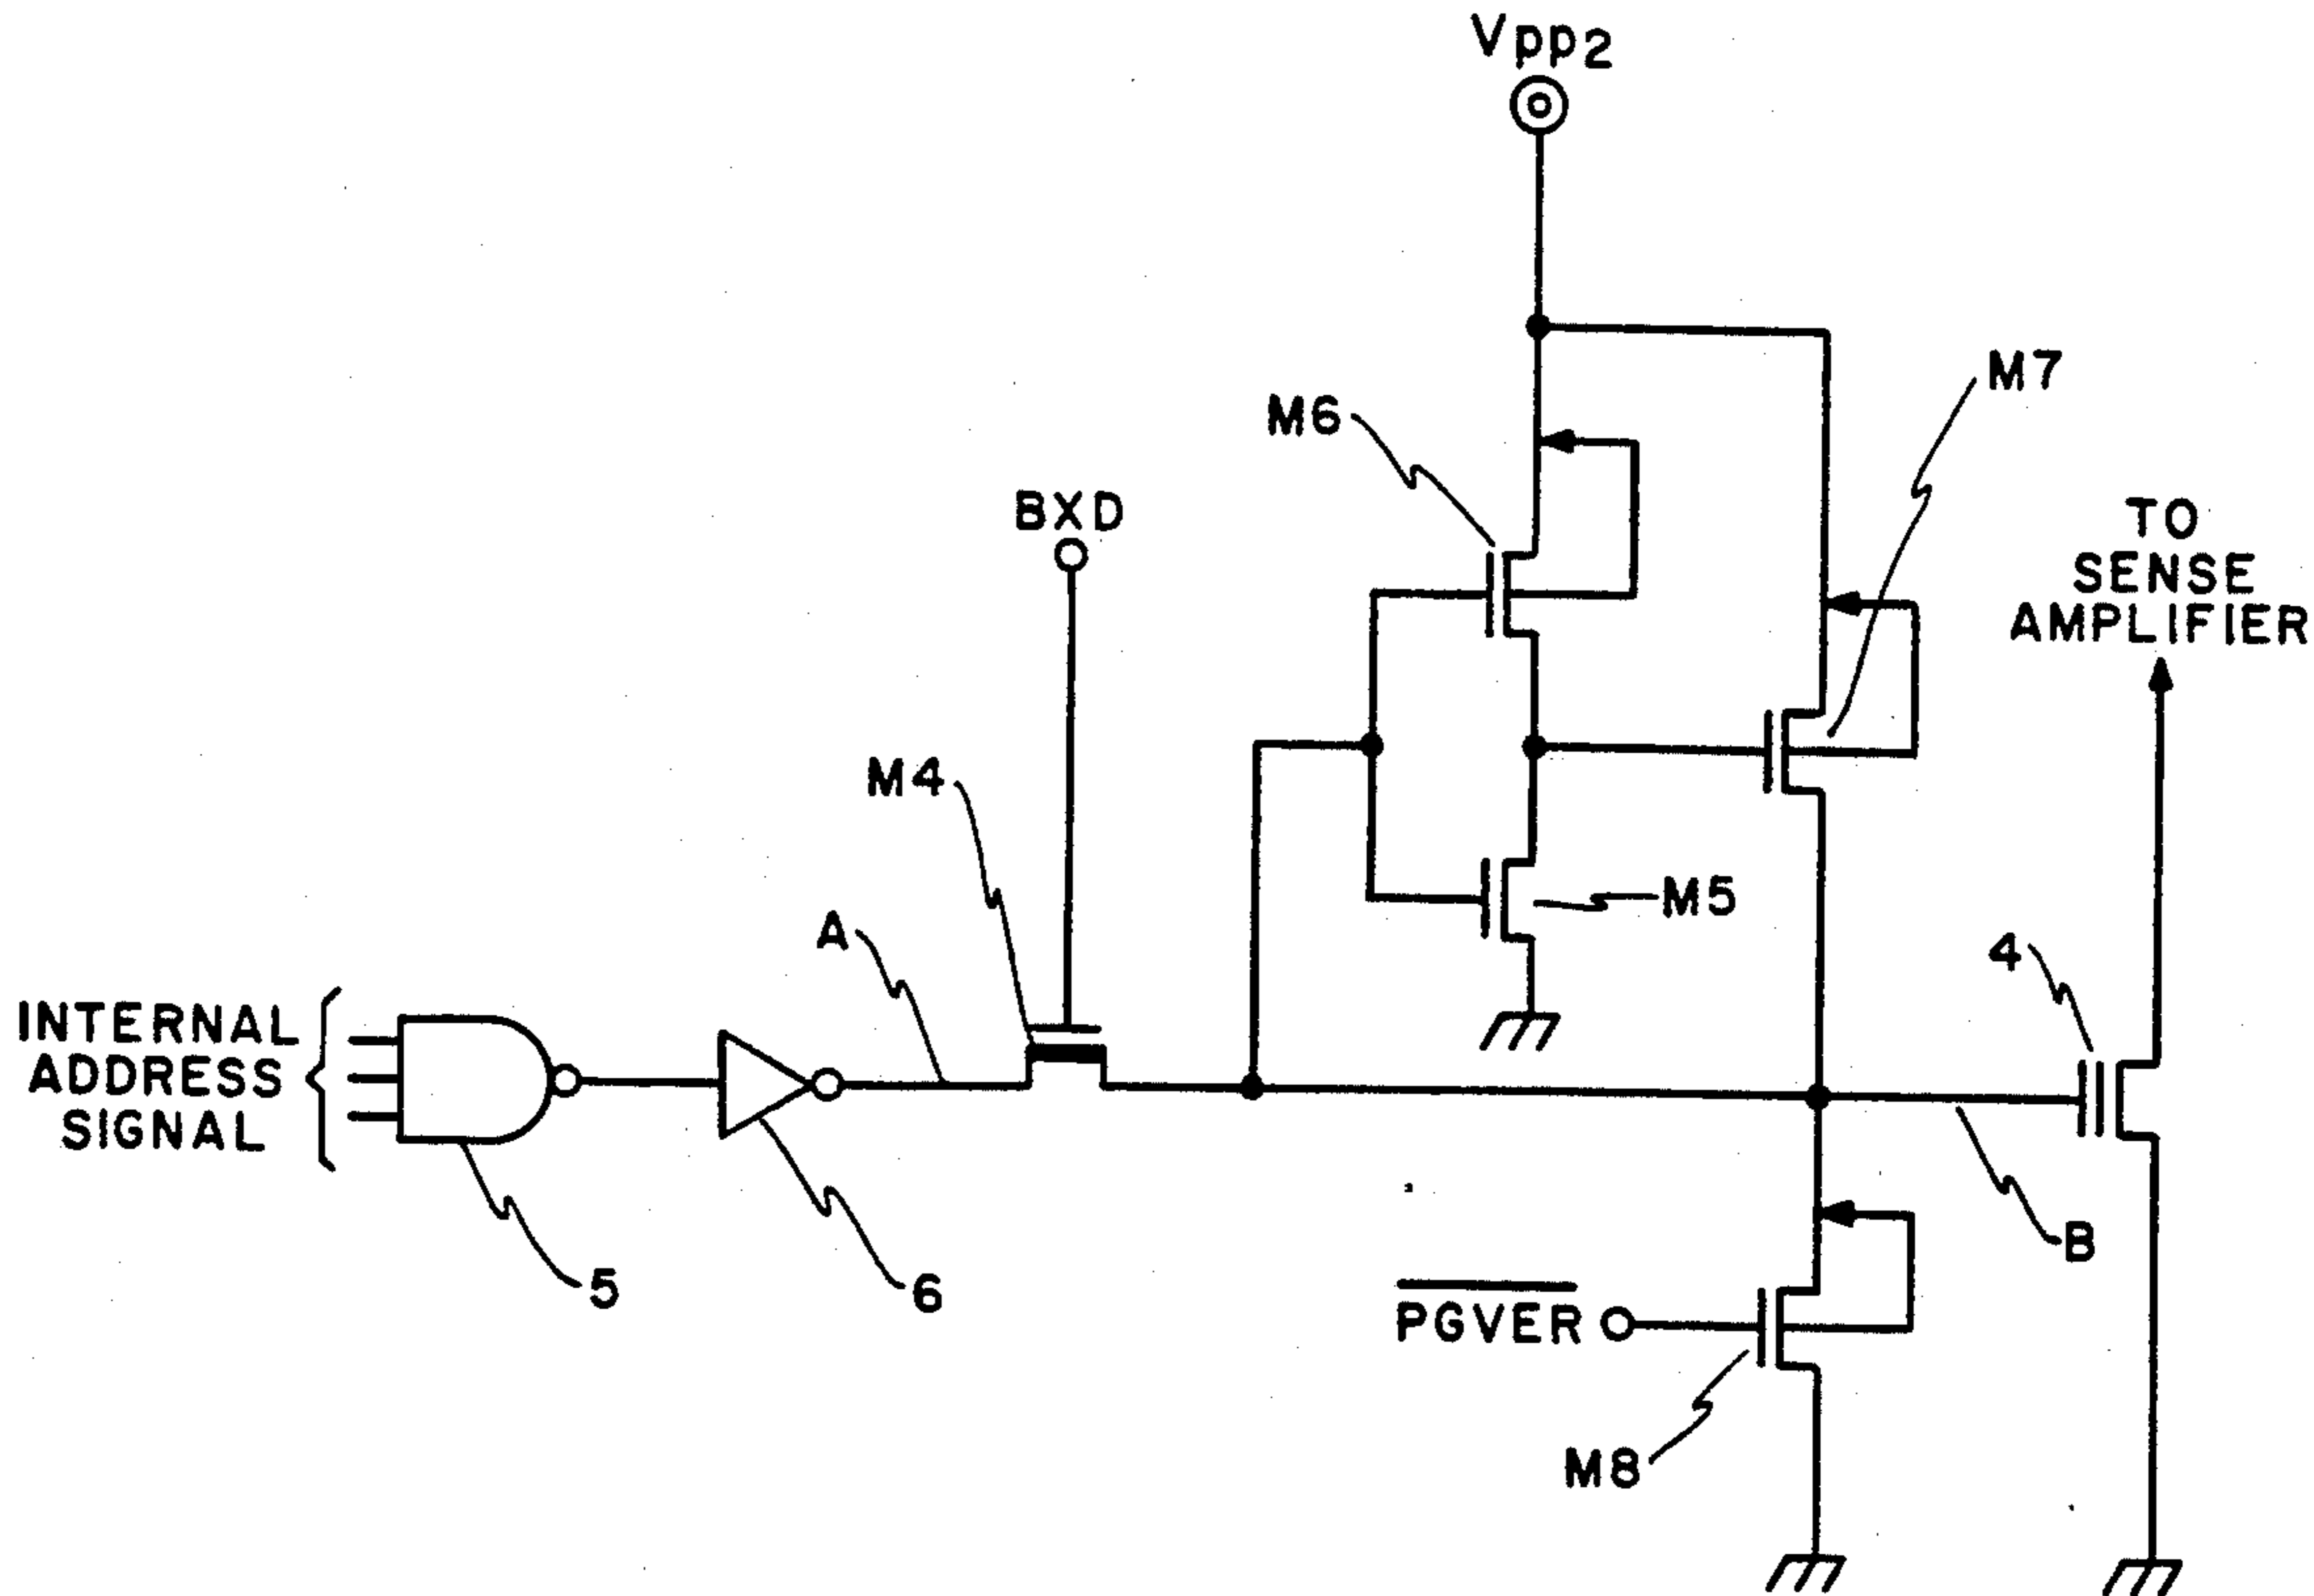 Vpp2
M7
M6
BXD
TO
SENSE
AMPLIFIER
M4
M5
A
4
INTERNAL
ADDRESS
SIGNAL
B
5
6
PGVER
M8